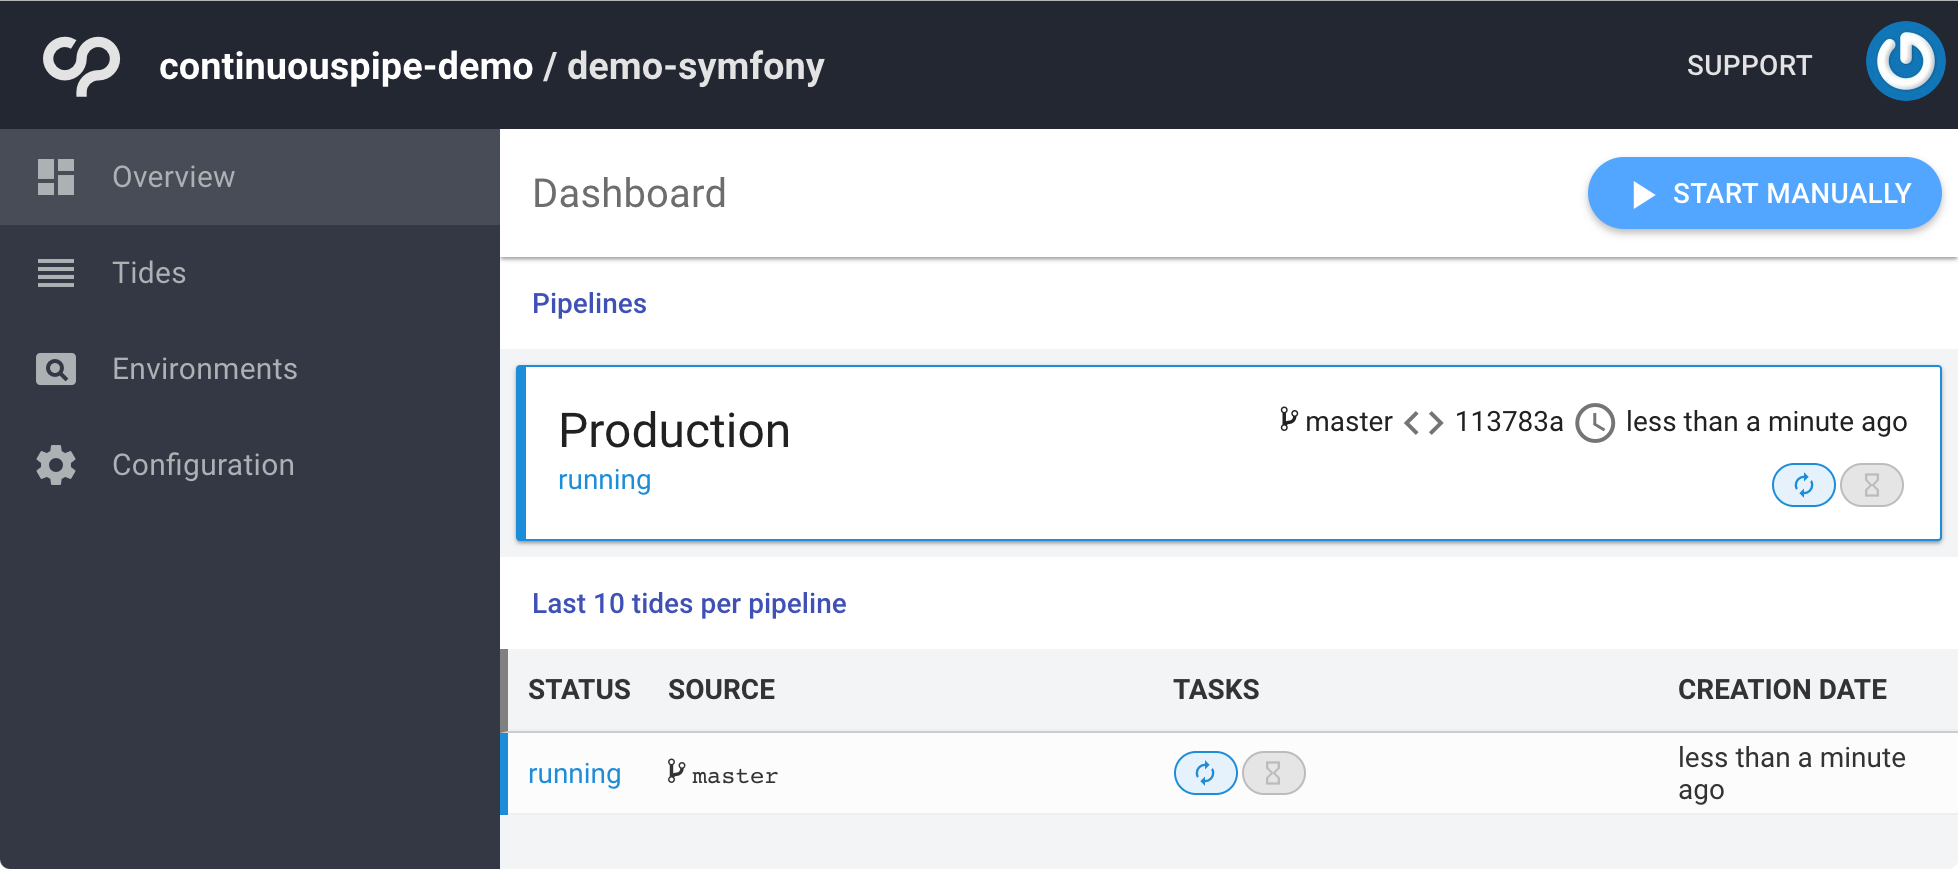 continuouspipe-demo / demo-symfony
SUPPORT
Overview
Tides
Environments
Configuration
Dashboard
START MANUALLY
Pipelines
Production
running
master 113783a less than a minute ago
Last 10 tides per pipeline
STATUS SOURCE TASKS CREATION DATE
running master less than a minute
ago